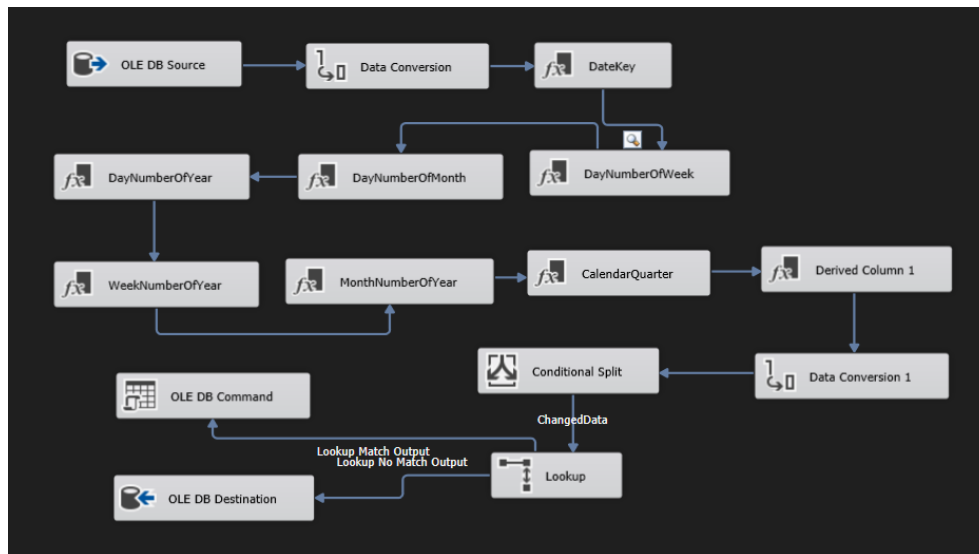 OLE DB Source
Data Conversion
DateKey
DayNumberOfYear
DayNumberOfMonth
DayNumberOfWeek
WeekNumberOfYear
MonthNumberOfYear
CalendarQuarter
Derived Column 1
Conditional Split
Data Conversion 1
OLE DB Command
ChangedData
Lookup Match Output
Lookup No Match Output
Lookup
OLE DB Destination